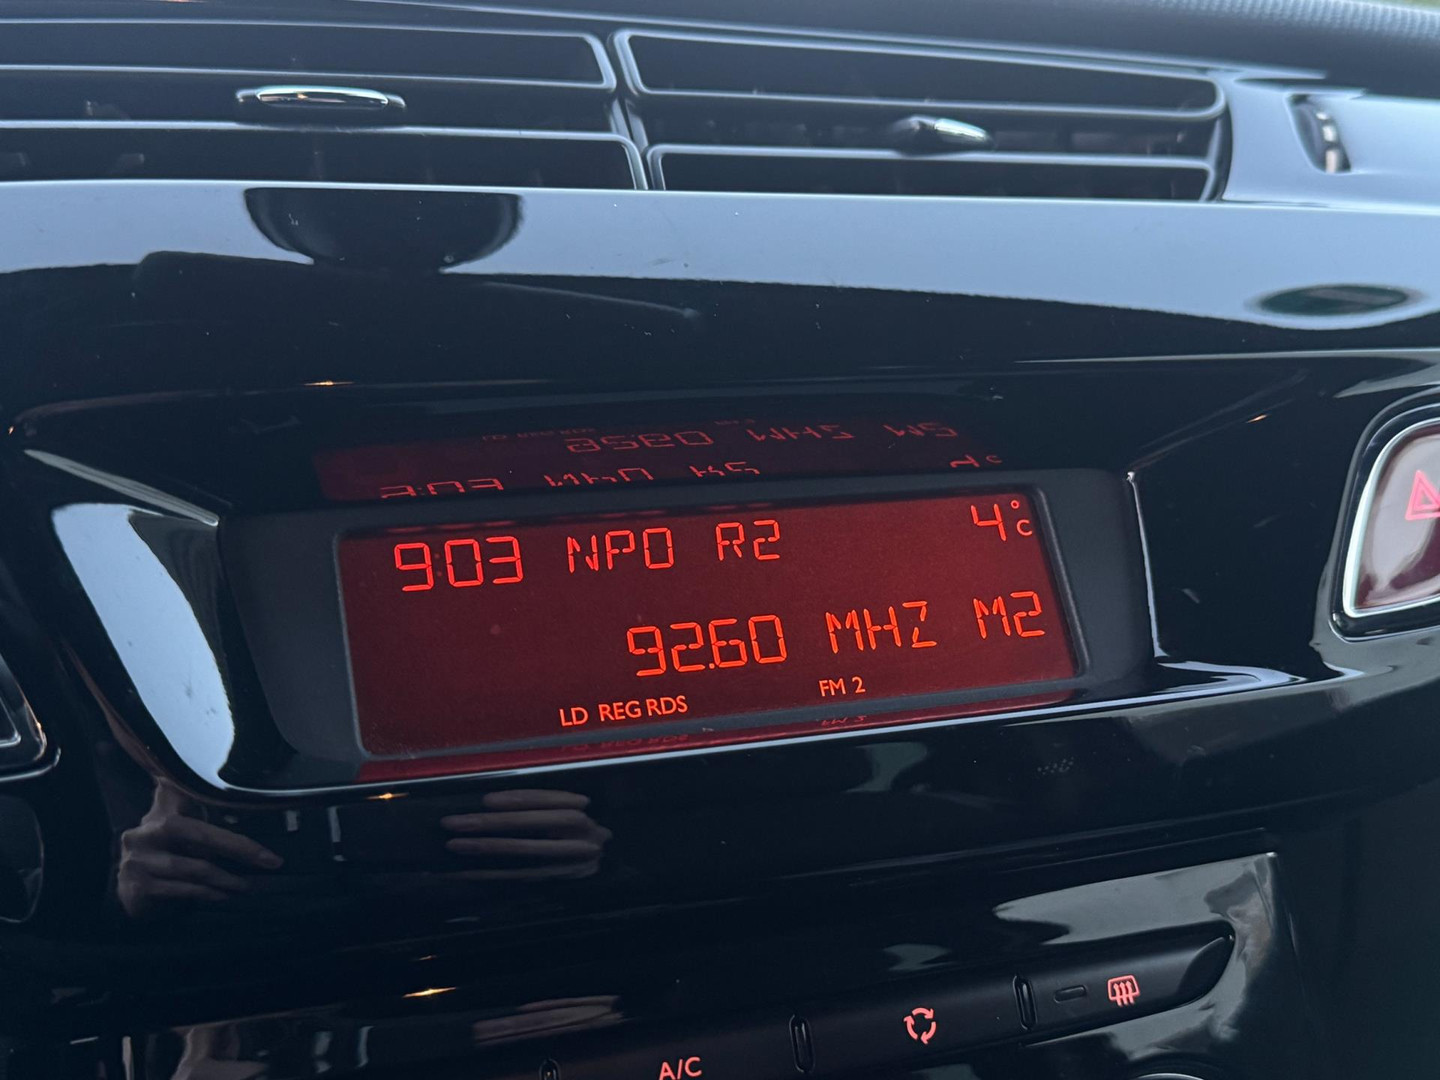 9:03 NPO R2 4°C
92.60 MHZ M2
LD REG RDS FM 2
A/C